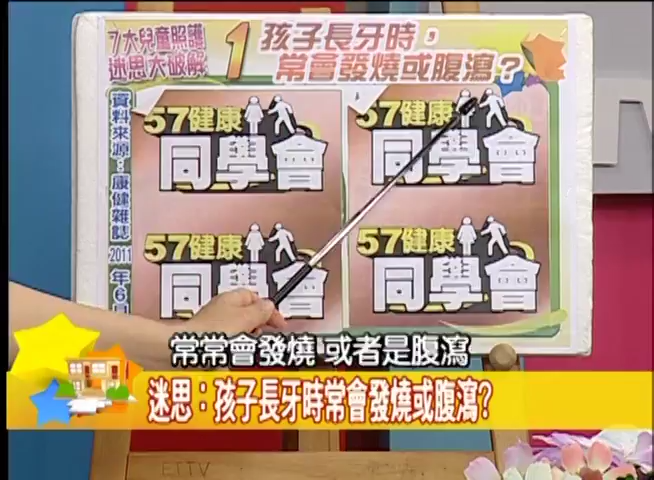 7大兒童照護
迷思大破解
1
孩子長牙時，
常會發燒或腹瀉？
資料來源：康健雜誌2011年6月
57健康
同學會
57健康
同學會
57健康
同學會
57健康
同學會
常常會發燒 或者是腹瀉
迷思：孩子長牙時常會發燒或腹瀉?
ETTV